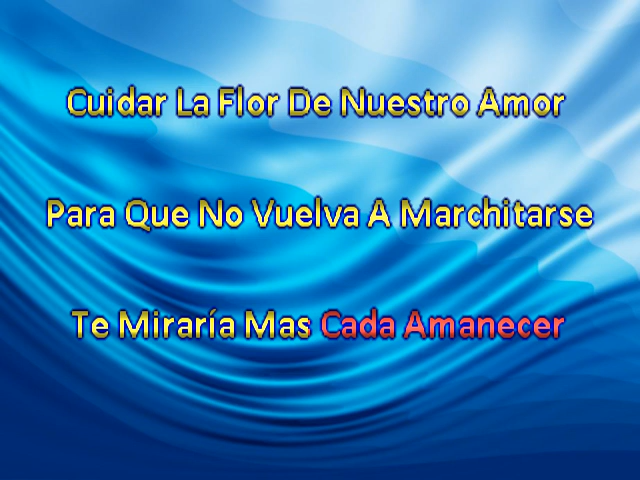 Cuidar La Flor De Nuestro Amor
Para Que No Vuelva A Marchitarse
Te Miraría Mas Cada Amanecer